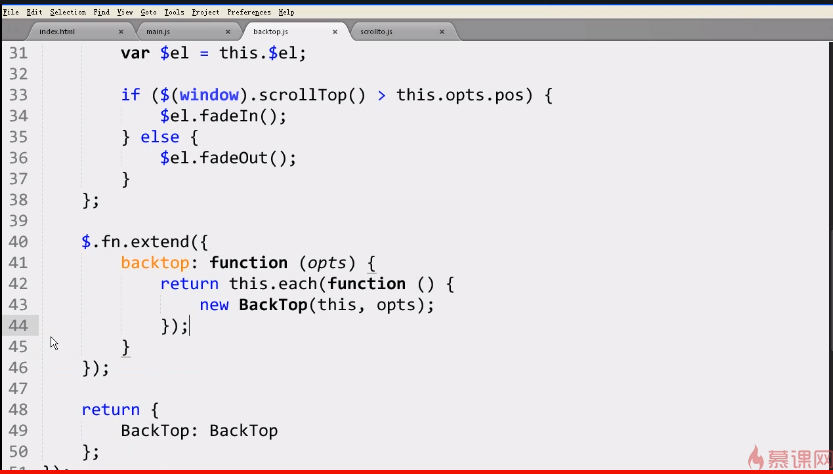 File Edit Selection Find View Goto Tools Project Preferences Help
index.html × main.js × backtop.js × scrollto.js ×
31 var $el = this.$el;
32
33 if ($(window).scrollTop() > this.opts.pos) {
34 $el.fadeIn();
35 } else {
36 $el.fadeOut();
37 }
38 };
39
40 $.fn.extend({
41 backtop: function (opts) {
42 return this.each(function () {
43 new BackTop(this, opts);
44 });
45 }
46 });
47
48 return {
49 BackTop: BackTop
50 };
慕课网